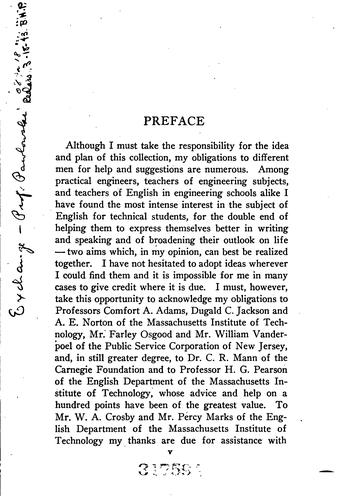 Exchange – Prof.
3-15-43 B.H.P.
PREFACE
Although I must take the responsibility for the idea
and plan of this collection, my obligations to different
men for help and suggestions are numerous. Among
practical engineers, teachers of engineering subjects,
and teachers of English in engineering schools alike I
have found the most intense interest in the subject of
English for technical students, for the double end of
helping them to express themselves better in writing
and speaking and of broadening their outlook on life
— two aims which, in my opinion, can best be realized
together. I have not hesitated to adopt ideas wherever
I could find them and it is impossible for me in many
cases to give credit where it is due. I must, however,
take this opportunity to acknowledge my obligations to
Professors Comfort A. Adams, Dugald C. Jackson and
A. E. Norton of the Massachusetts Institute of Tech-
nology, Mr. Farley Osgood and Mr. William Vander-
poel of the Public Service Corporation of New Jersey,
and, in still greater degree, to Dr. C. R. Mann of the
Carnegie Foundation and to Professor H. G. Pearson
of the English Department of the Massachusetts In-
stitute of Technology, whose advice and help on a
hundred points have been of the greatest value. To
Mr. W. A. Crosby and Mr. Percy Marks of the Eng-
lish Department of the Massachusetts Institute of
Technology my thanks are due for assistance with
v